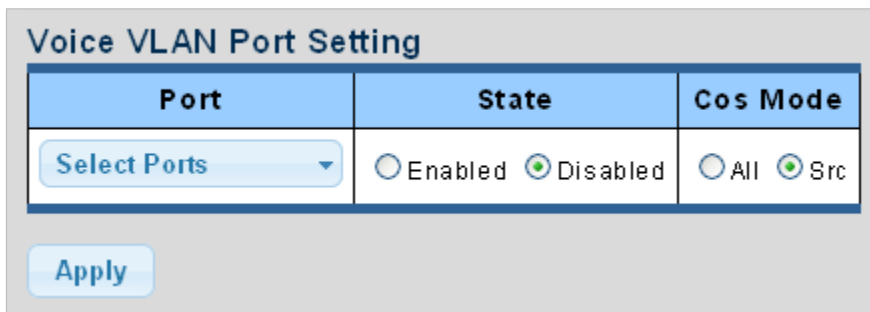 Voice VLAN Port Setting
Port State Cos Mode
Select Ports Enabled Disabled All Src
Apply